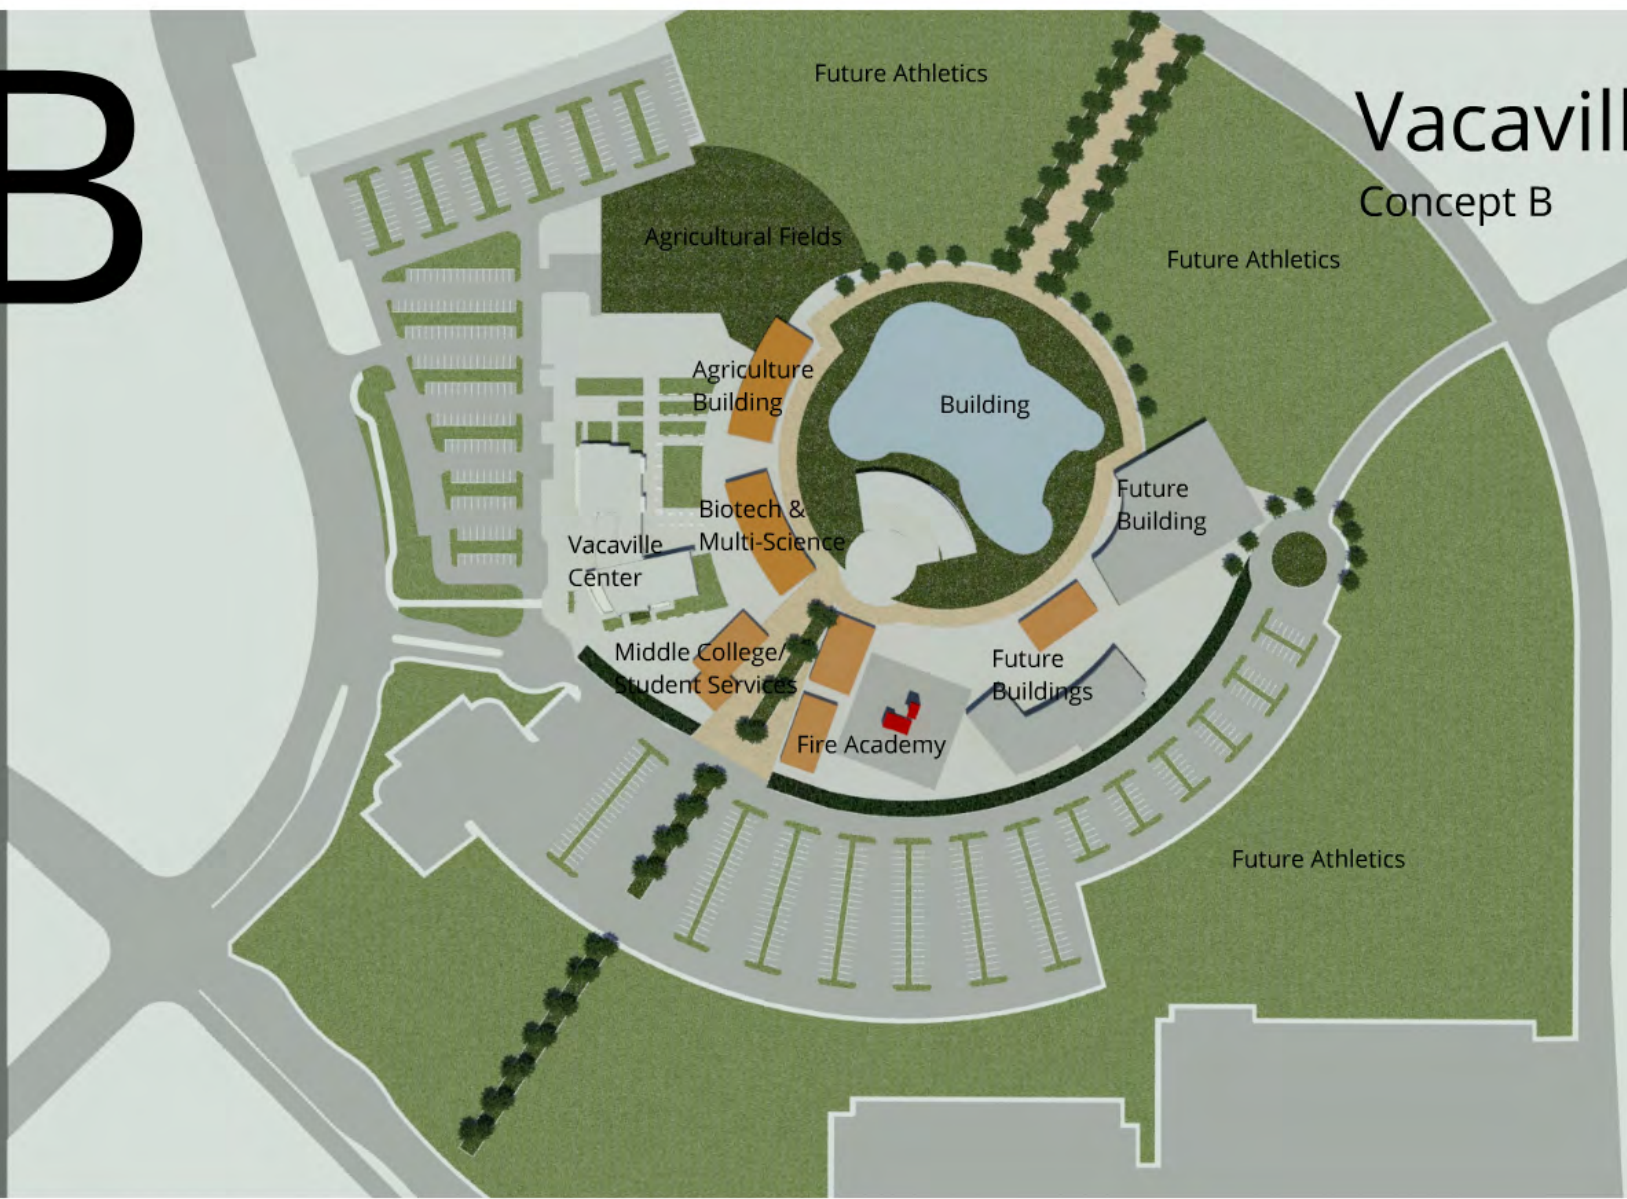 B
Vacavill
Concept B
Future Athletics
Agricultural Fields
Future Athletics
Agriculture
Building
Building
Future
Building
Biotech &
Multi-Science
Vacaville
Center
Middle College/
Student Services
Future
Buildings
Fire Academy
Future Athletics